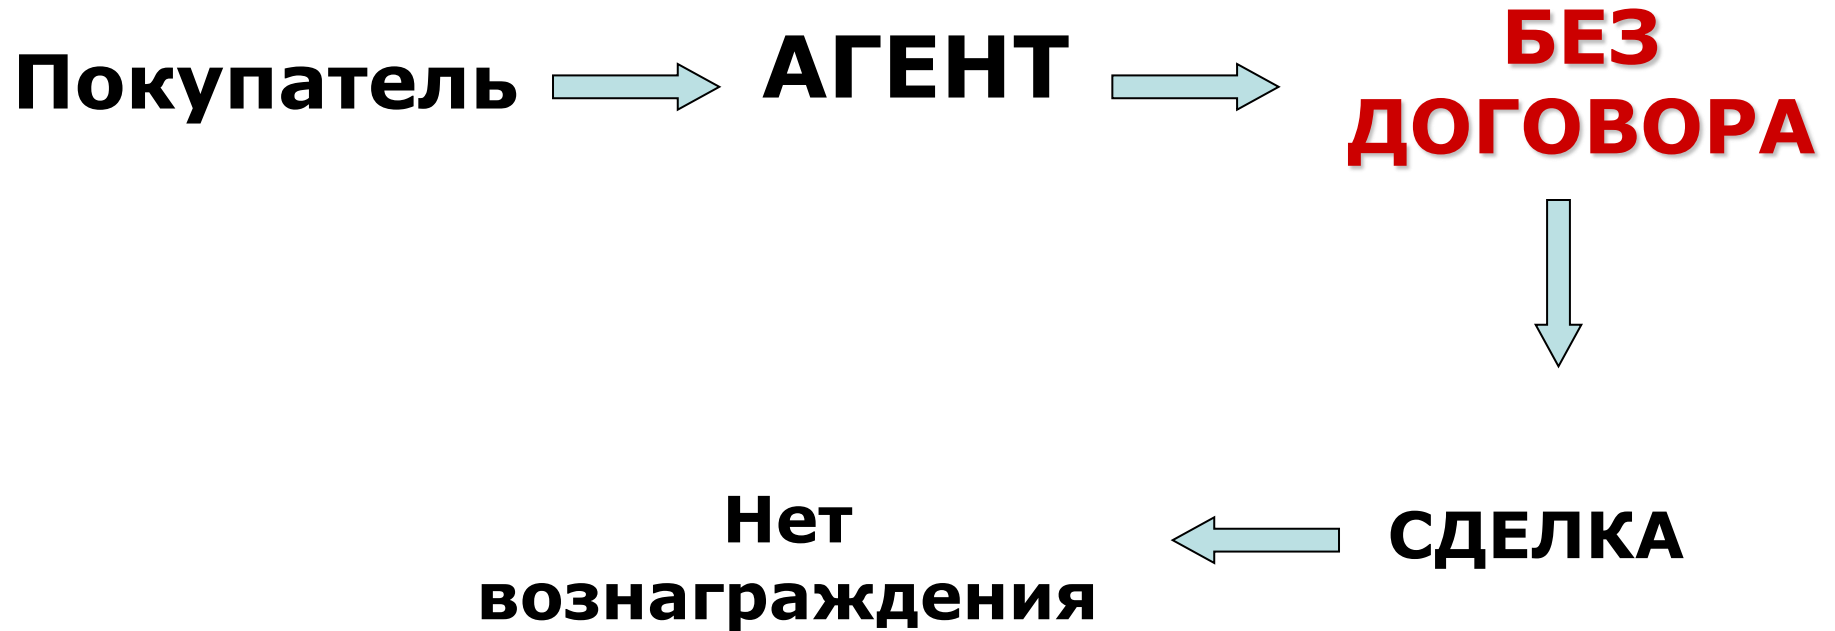 Покупатель
АГЕНТ
БЕЗ
ДОГОВОРА
СДЕЛКА
Нет
вознаграждения